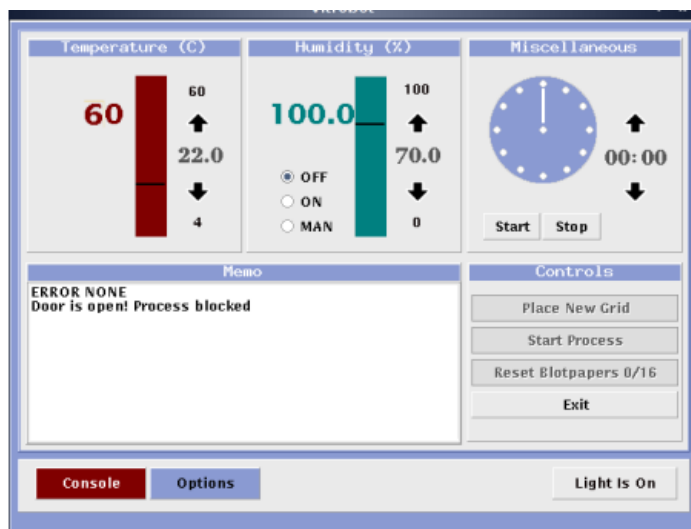 VitroBot
Temperature (C)
60
60
22.0
4
Humidity (%)
100.0
100
70.0
0
OFF
ON
MAN
Miscellaneous
00:00
Start
Stop
Memo
ERROR NONE
Door is open! Process blocked
Controls
Place New Grid
Start Process
Reset Blotpapers 0/16
Exit
Console
Options
Light Is On